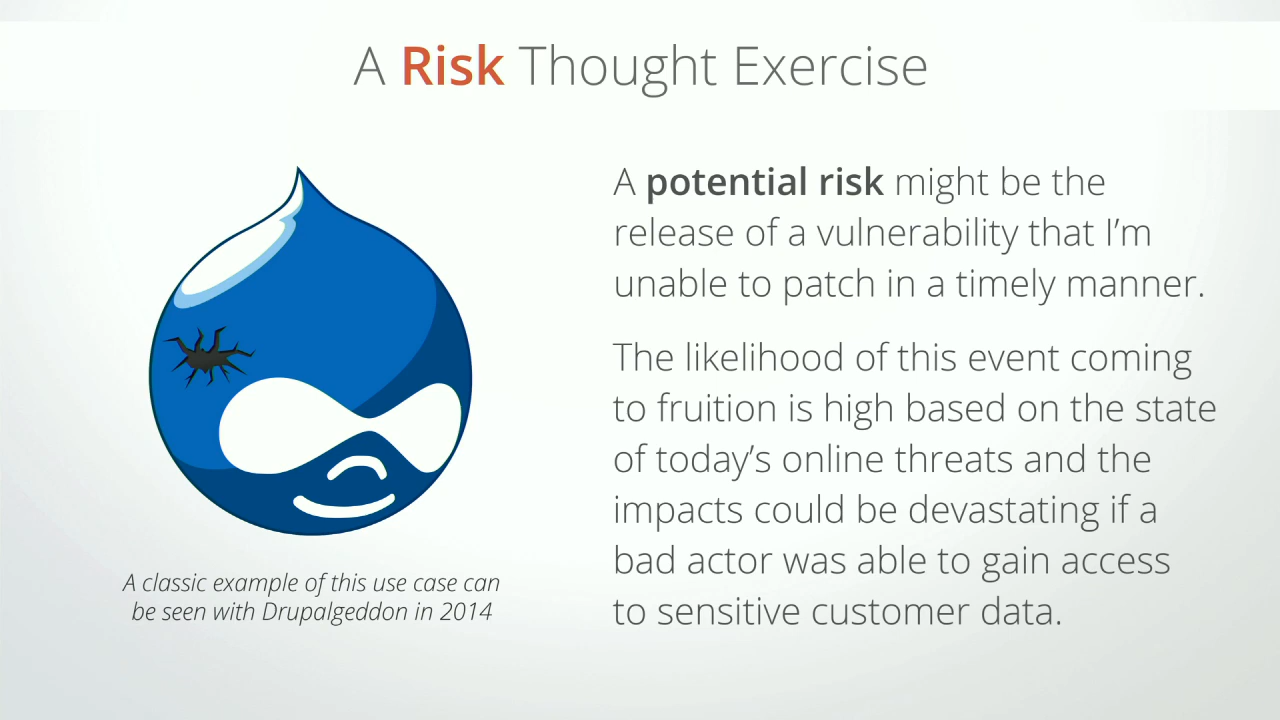 A Risk Thought Exercise
A potential risk might be the
release of a vulnerability that I'm
unable to patch in a timely manner.
The likelihood of this event coming
to fruition is high based on the state
of today's online threats and the
impacts could be devastating if a
bad actor was able to gain access
to sensitive customer data.
A classic example of this use case can
be seen with Drupalgeddon in 2014